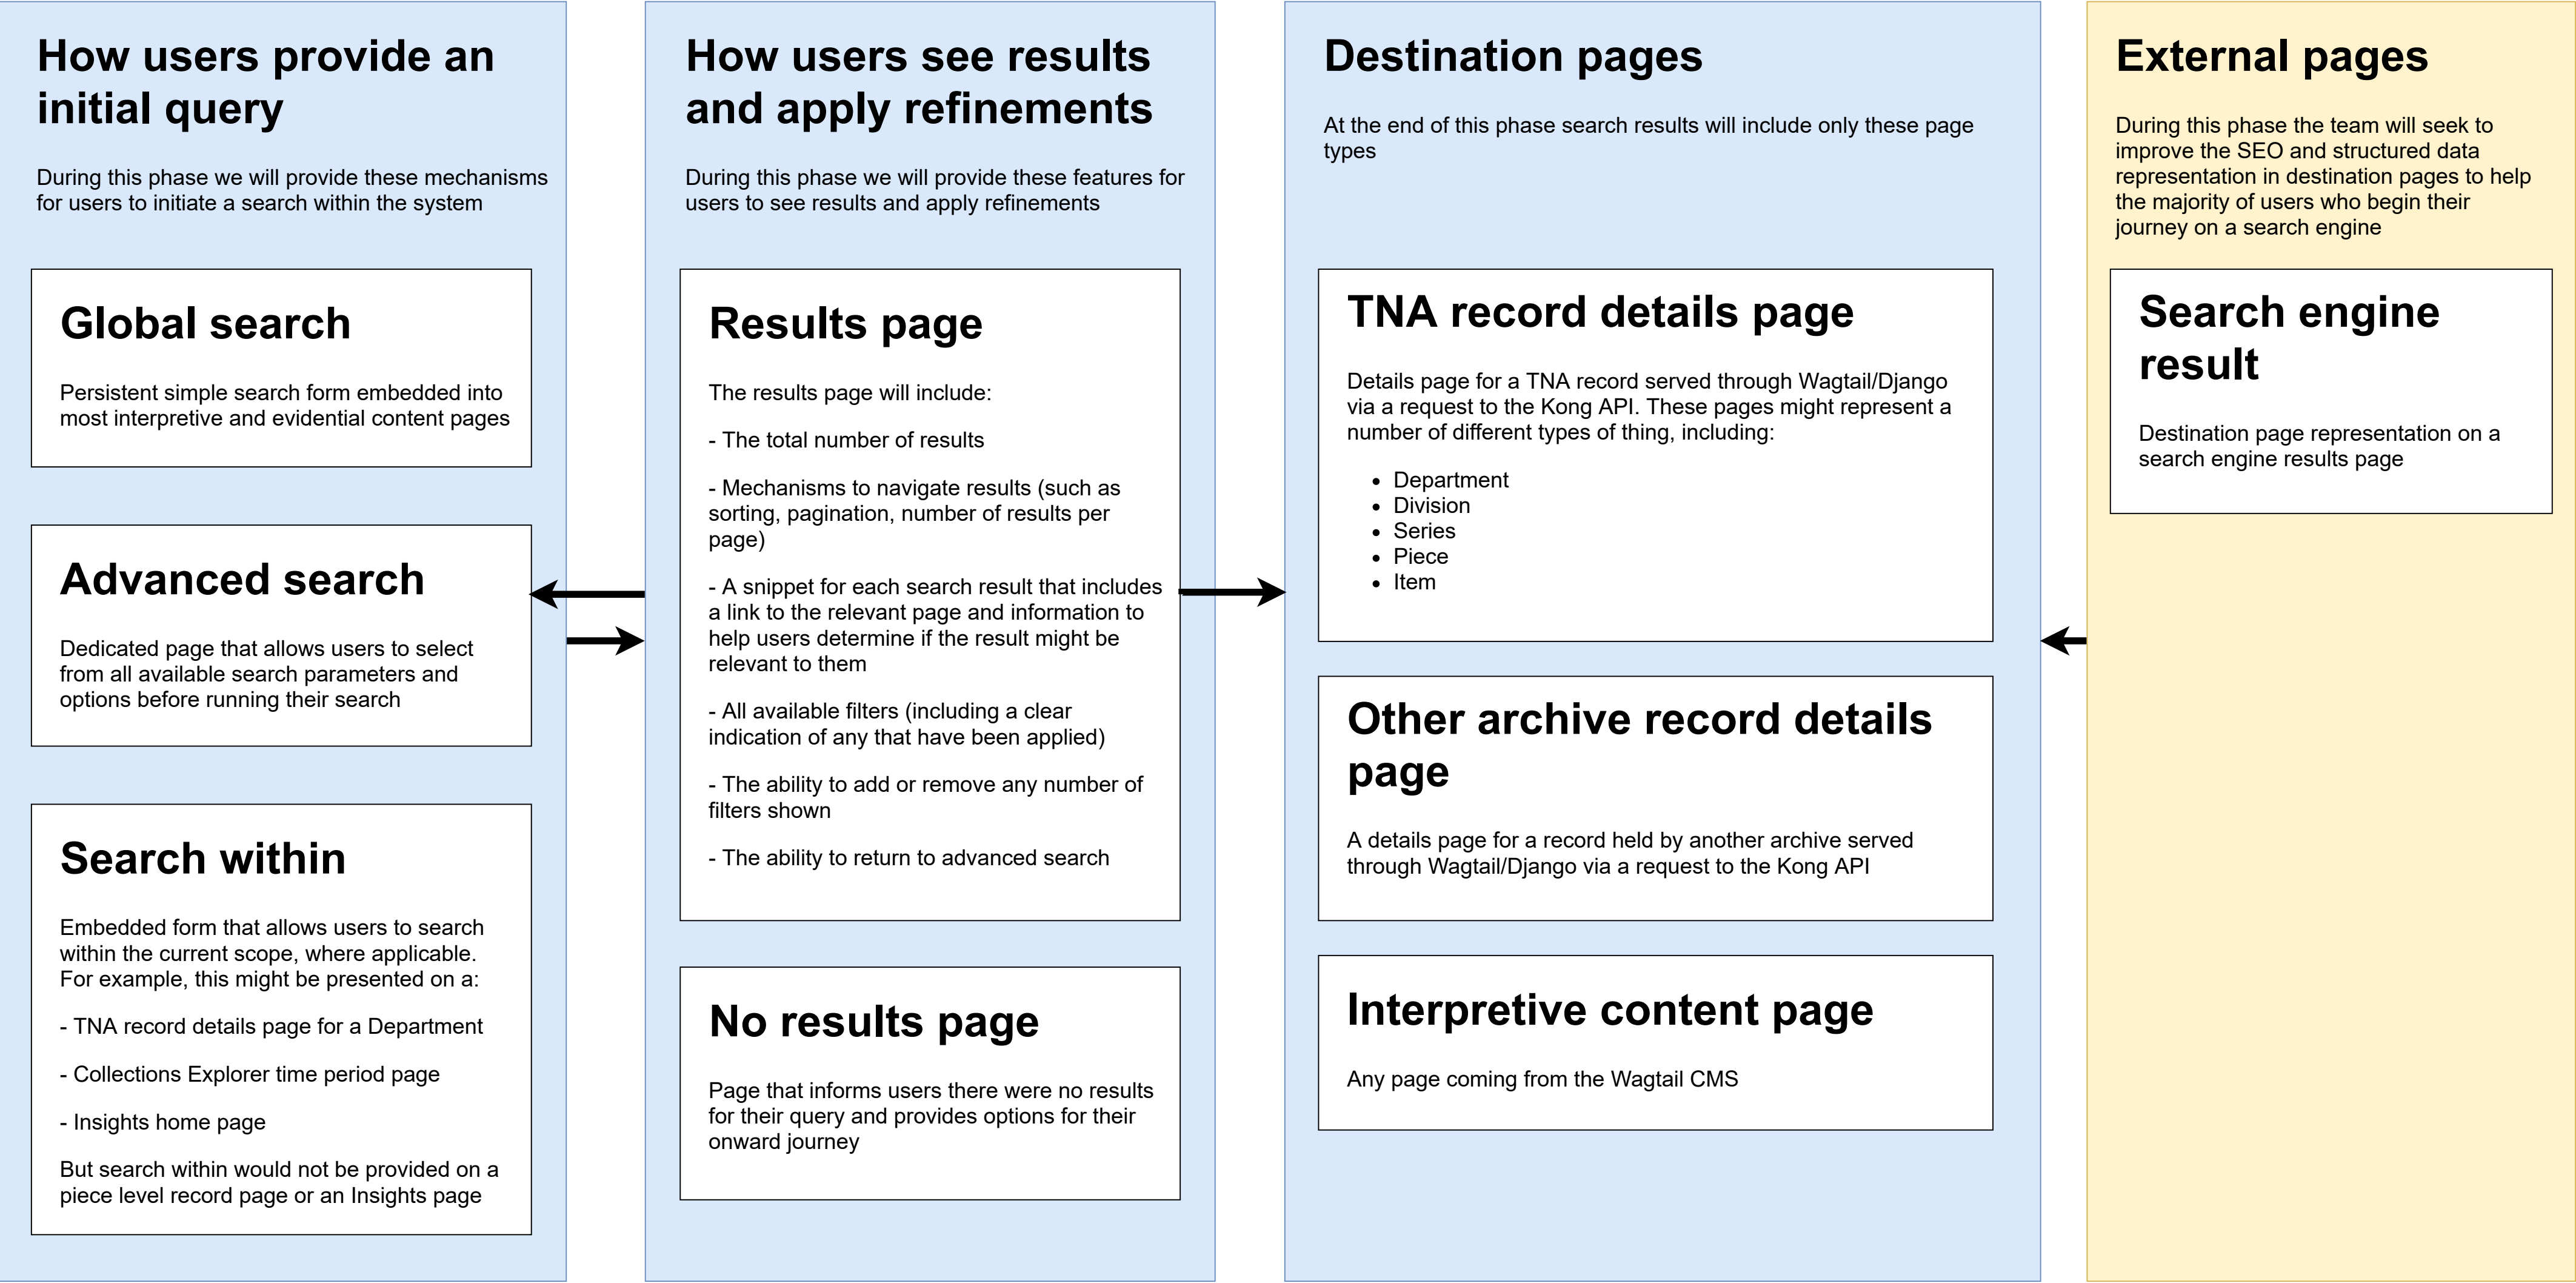 How users provide an
initial query
During this phase we will provide these mechanisms
for users to initiate a search within the system
Global search
Persistent simple search form embedded into
most interpretive and evidential content pages
Advanced search
Dedicated page that allows users to select
from all available search parameters and
options before running their search
Search within
Embedded form that allows users to search
within the current scope, where applicable.
For example, this might be presented on a:
- TNA record details page for a Department
- Collections Explorer time period page
- Insights home page
But search within would not be provided on a
piece level record page or an Insights page
How users see results
and apply refinements
During this phase we will provide these features for
users to see results and apply refinements
Results page
The results page will include:
- The total number of results
- Mechanisms to navigate results (such as
sorting, pagination, number of results per
page)
- A snippet for each search result that includes
a link to the relevant page and information to
help users determine if the result might be
relevant to them
- All available filters (including a clear
indication of any that have been applied)
- The ability to add or remove any number of
filters shown
- The ability to return to advanced search
No results page
Page that informs users there were no results
for their query and provides options for their
onward journey
Destination pages
At the end of this phase search results will include only these page
types
TNA record details page
Details page for a TNA record served through Wagtail/Django
via a request to the Kong API. These pages might represent a
number of different types of thing, including:
• Department
• Division
• Series
• Piece
• Item
Other archive record details
page
A details page for a record held by another archive served
through Wagtail/Django via a request to the Kong API
Interpretive content page
Any page coming from the Wagtail CMS
External pages
During this phase the team will seek to
improve the SEO and structured data
representation in destination pages to help
the majority of users who begin their
journey on a search engine
Search engine
result
Destination page representation on a
search engine results page